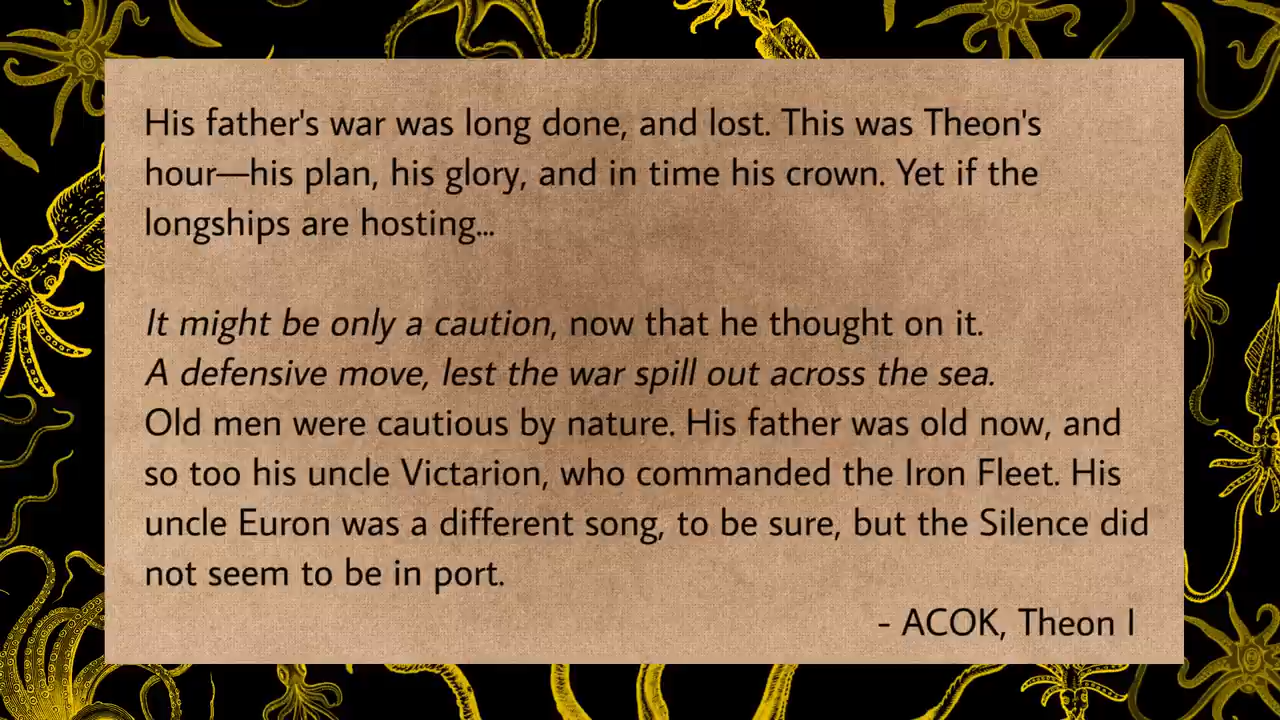 His father's war was long done, and lost. This was Theon's
hour—his plan, his glory, and in time his crown. Yet if the
longships are hosting...
It might be only a caution, now that he thought on it.
A defensive move, lest the war spill out across the sea.
Old men were cautious by nature. His father was old now, and
so too his uncle Victarion, who commanded the Iron Fleet. His
uncle Euron was a different song, to be sure, but the Silence did
not seem to be in port.
- ACOK, Theon I